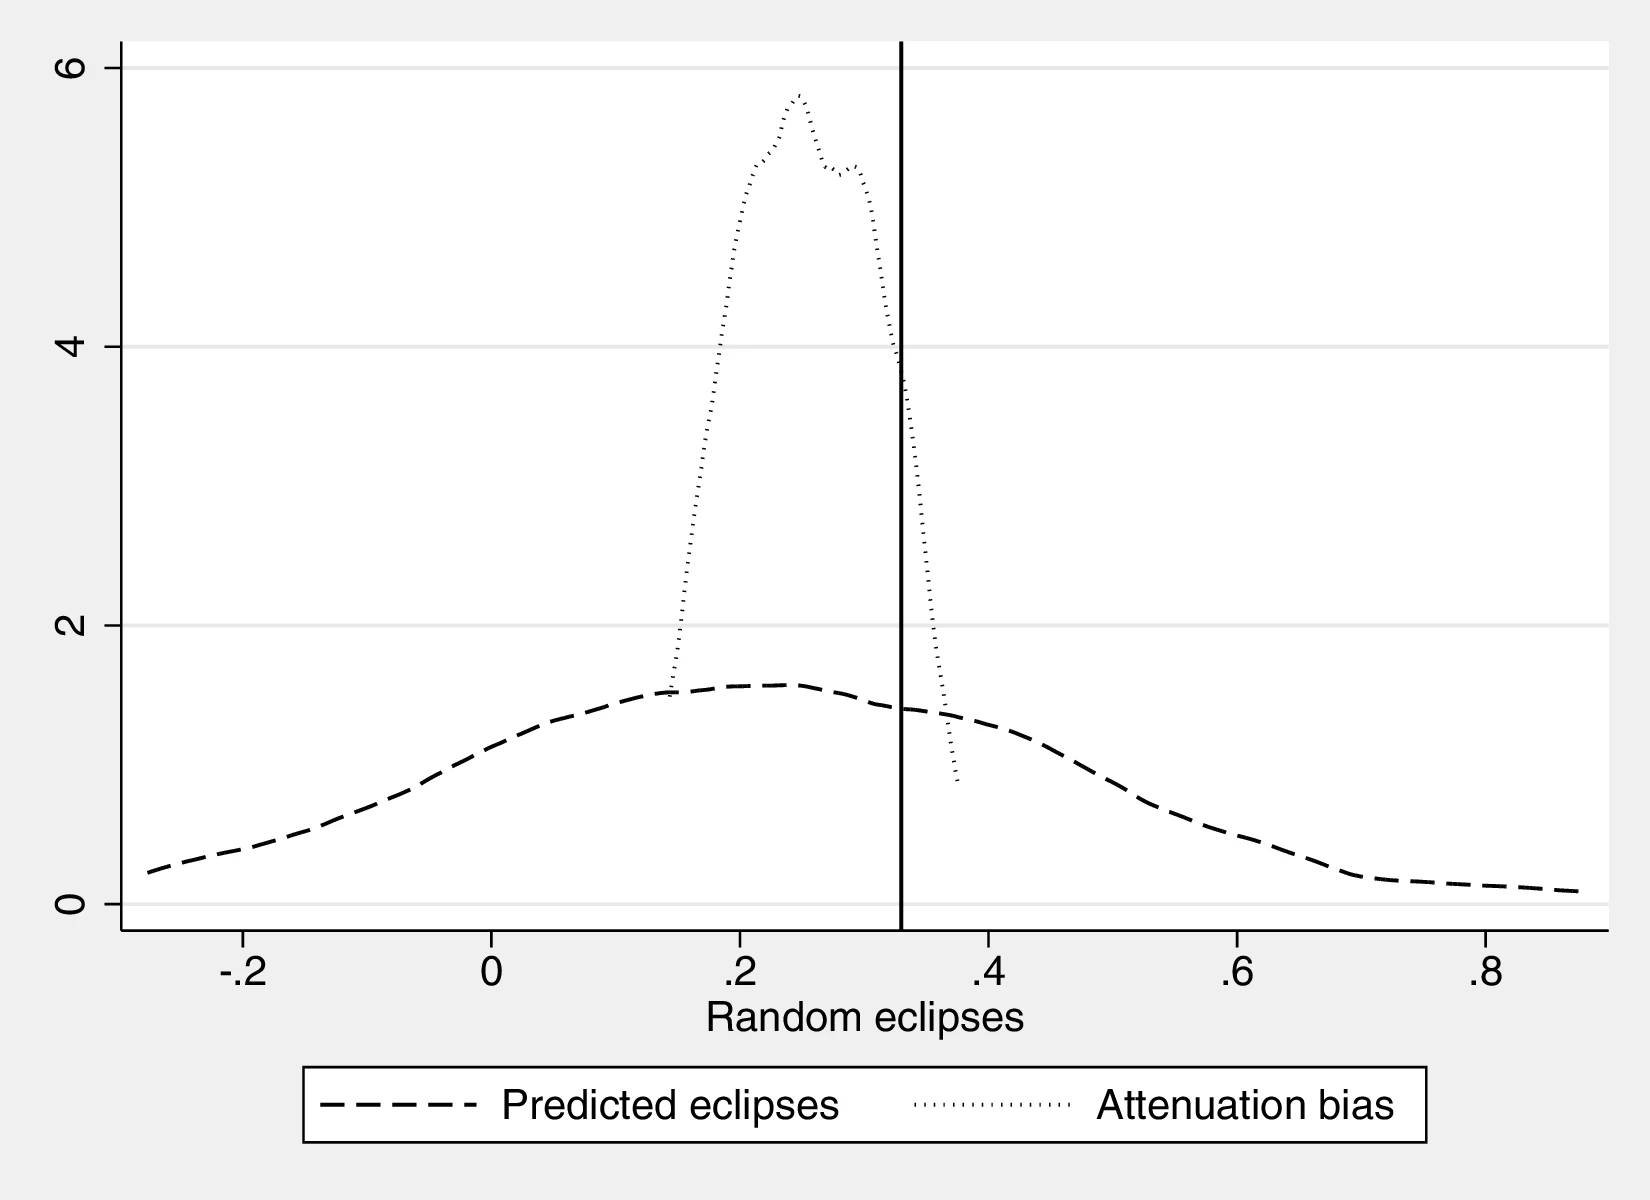 6
4
2
0
-.2 0 .2 .4 .6 .8
Random eclipses
Predicted eclipses Attenuation bias